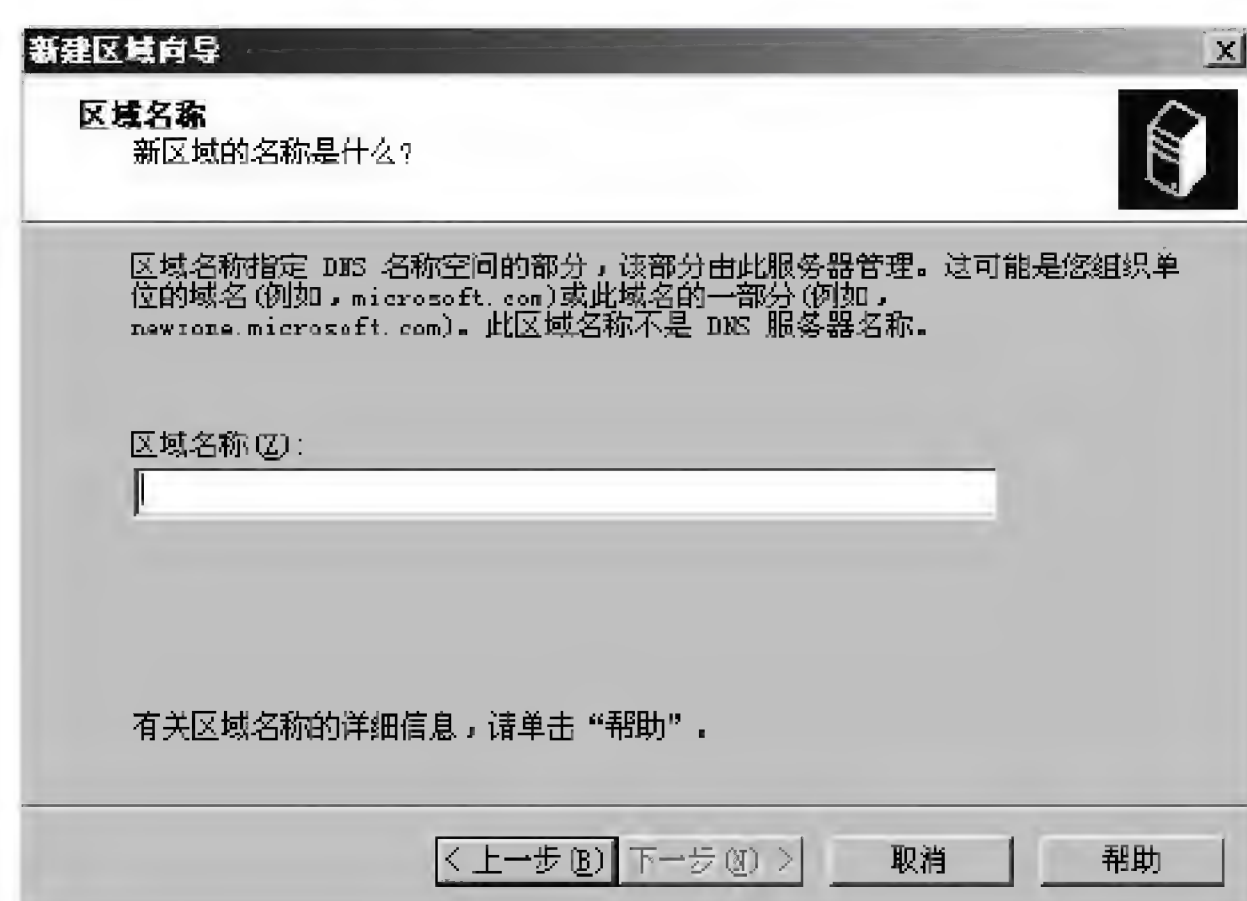 新建区域向导
区域名称
新区域的名称是什么?
区域名称指定 DNS 名称空间的部分,该部分由此服务器管理。这可能是您组织单
位的域名(例如,microsoft.com)或此域名的一部分(例如,
newzone.microsoft.com)。此区域名称不是 DNS 服务器名称。
区域名称(Z):
有关区域名称的详细信息,请单击“帮助”.
< 上一步(B) 下一步(N) > 取消 帮助